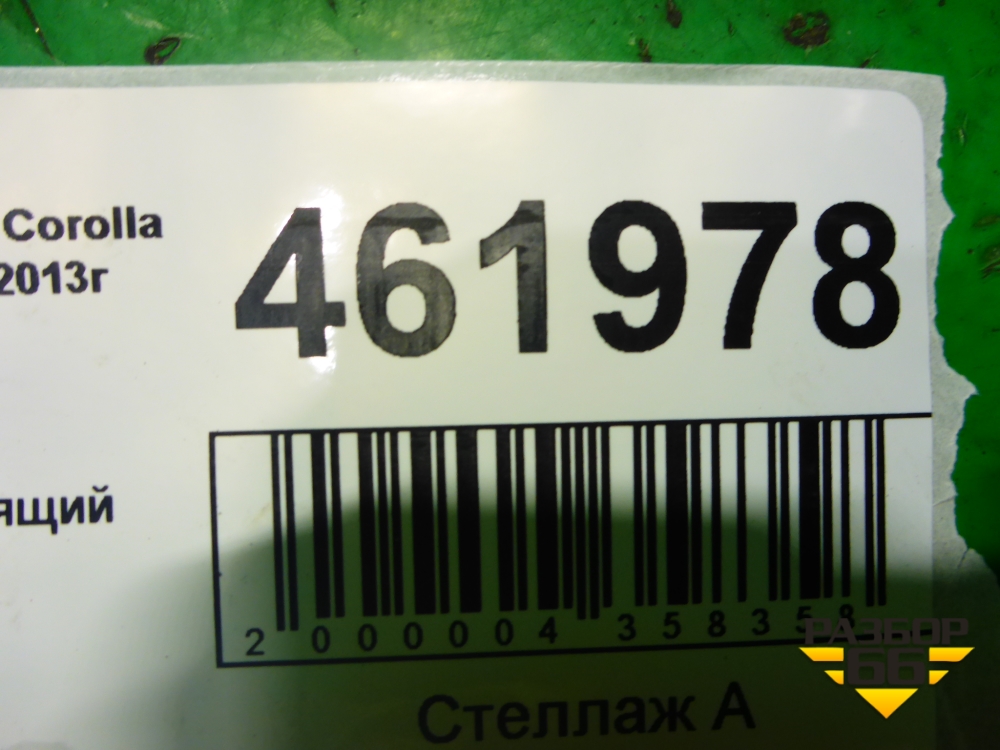 Corolla
2013г
461978
ящий
2 000004 358358
Стеллаж А
РАЗБОР
66